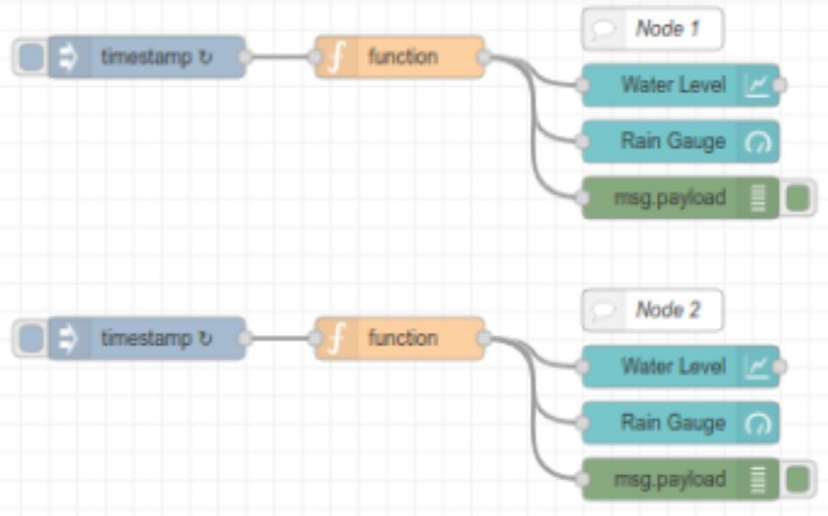 Node 1
timestamp ↻
function
Water Level
Rain Gauge
msg.payload
Node 2
timestamp ↻
function
Water Level
Rain Gauge
msg.payload